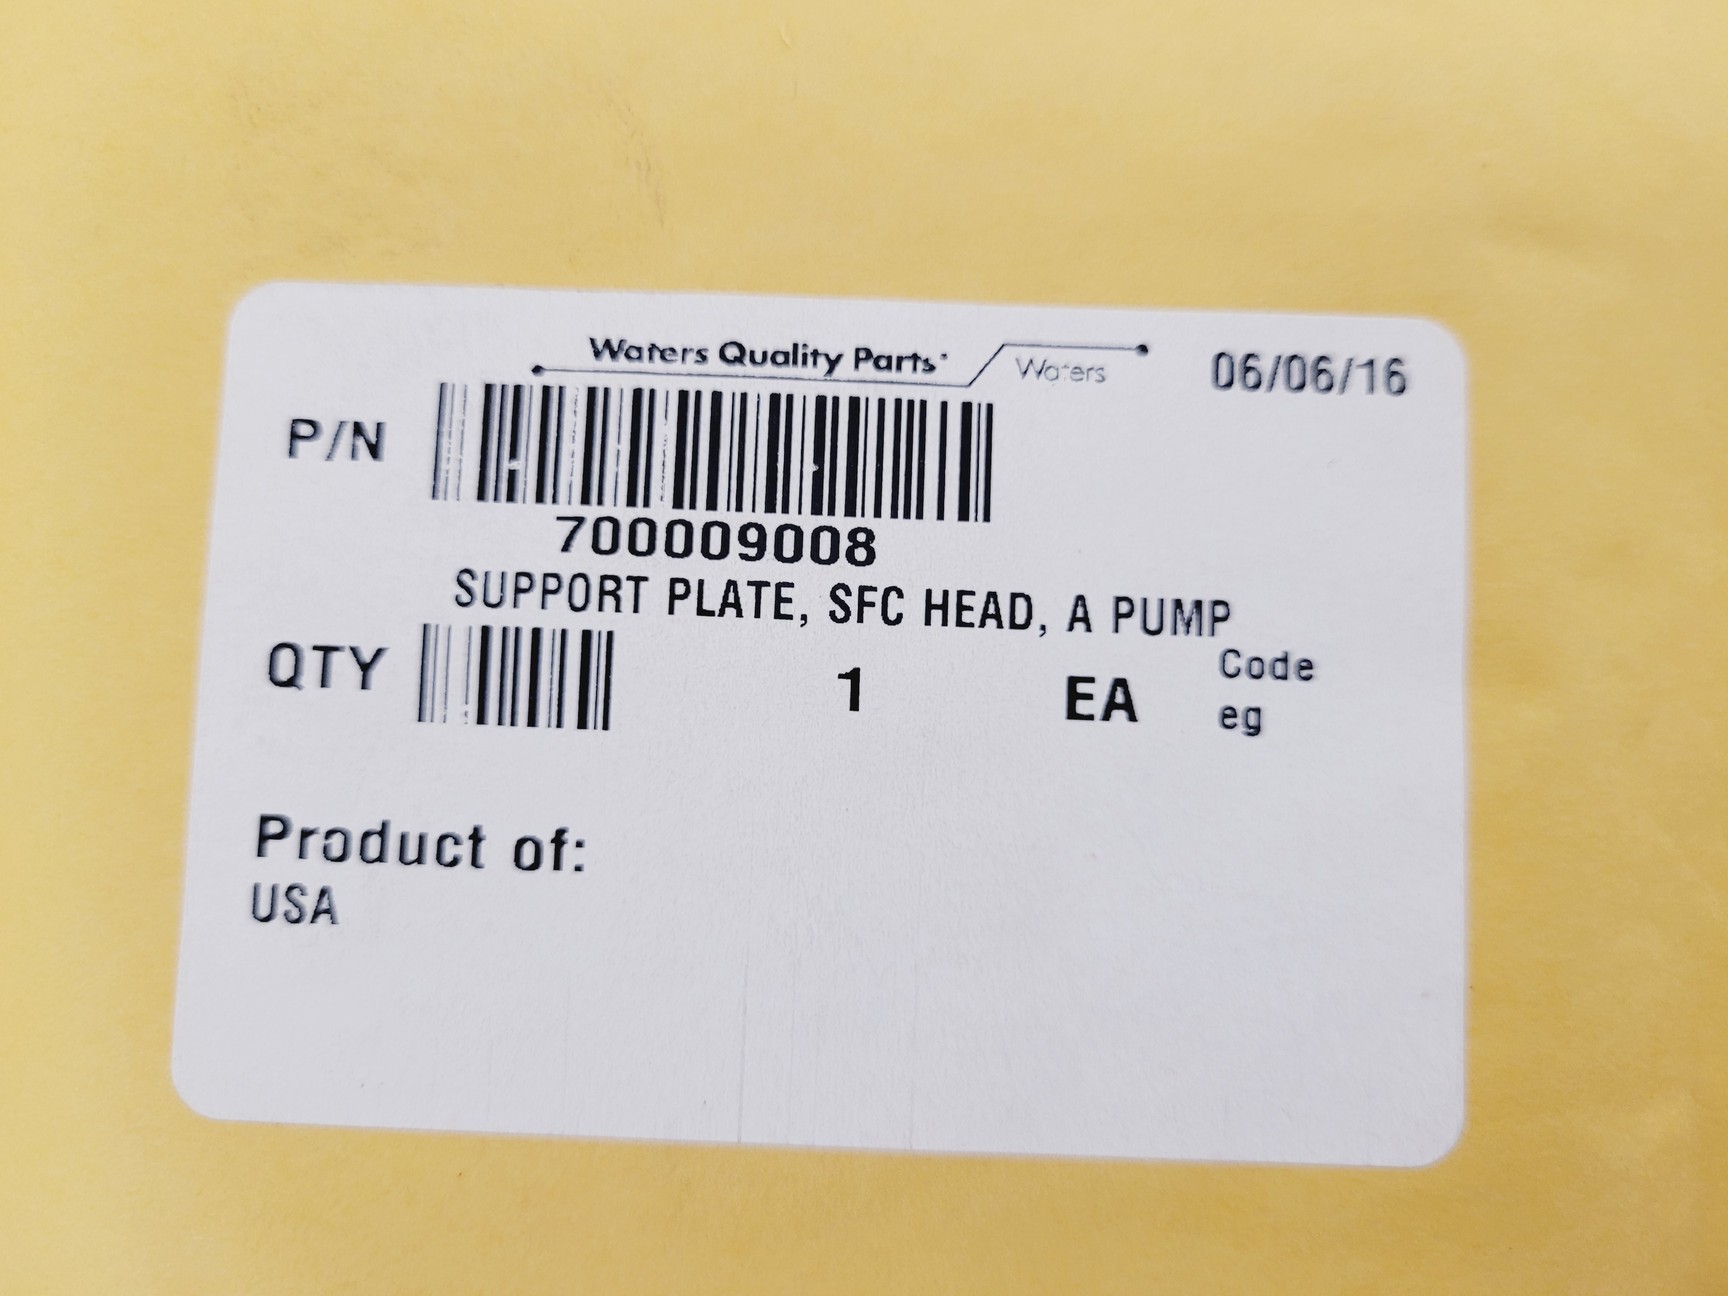 Waters Quality Parts
Waters
06/06/16
P/N
700009008
SUPPORT PLATE, SFC HEAD, A PUMP
QTY 1 EA Code
eg
Product of:
USA